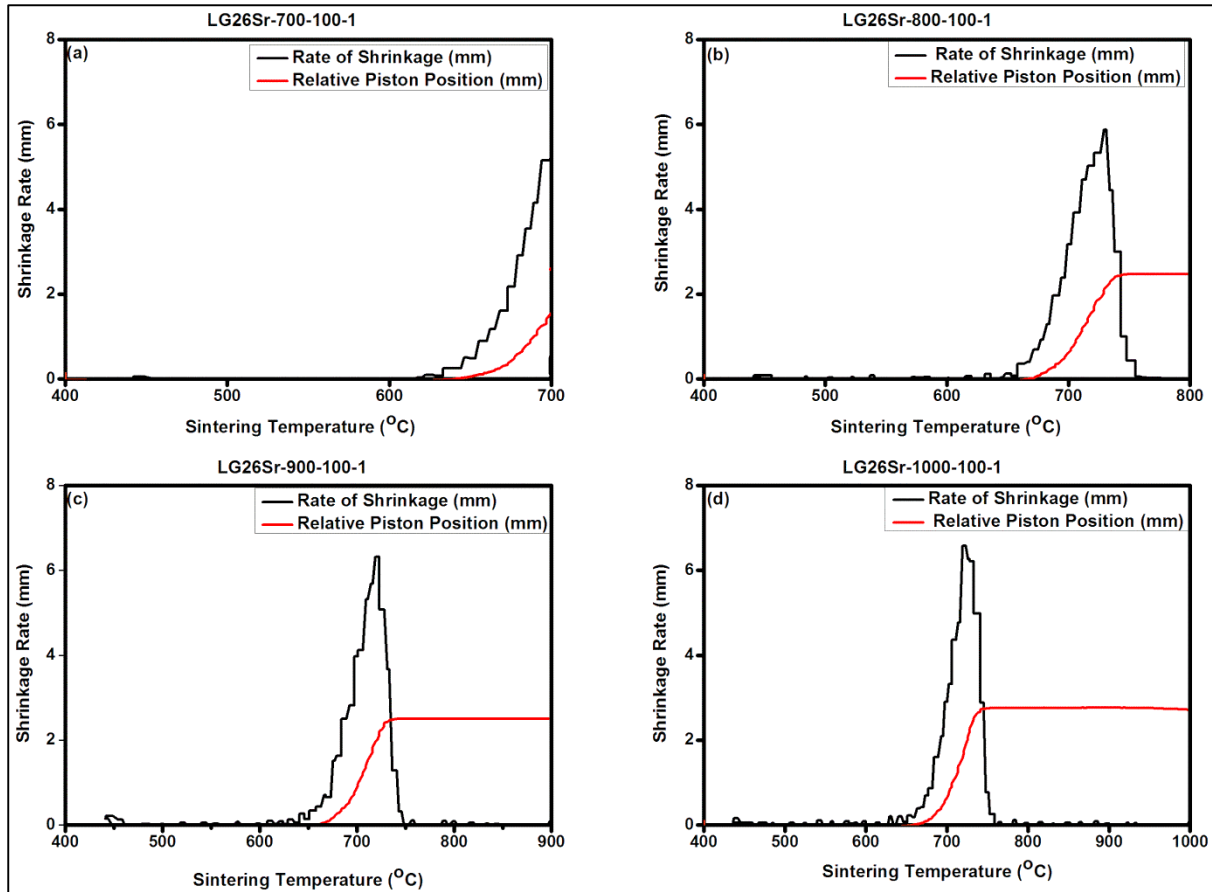 LG26Sr-700-100-1
(a)
Rate of Shrinkage (mm)
Relative Piston Position (mm)
Shrinkage Rate (mm)
8
6
4
2
0
400 500 600 700
Sintering Temperature (OC)
LG26Sr-800-100-1
(b)
Rate of Shrinkage (mm)
Relative Piston Position (mm)
Shrinkage Rate (mm)
8
6
4
2
0
400 500 600 700 800
Sintering Temperature (OC)
LG26Sr-900-100-1
(c)
Rate of Shrinkage (mm)
Relative Piston Position (mm)
Shrinkage Rate (mm)
8
6
4
2
0
400 500 600 700 800 900
Sintering Temperature (OC)
LG26Sr-1000-100-1
(d)
Rate of Shrinkage (mm)
Relative Piston Position (mm)
Shrinkage Rate (mm)
8
6
4
2
0
400 500 600 700 800 900 1000
Sintering Temperature (OC)